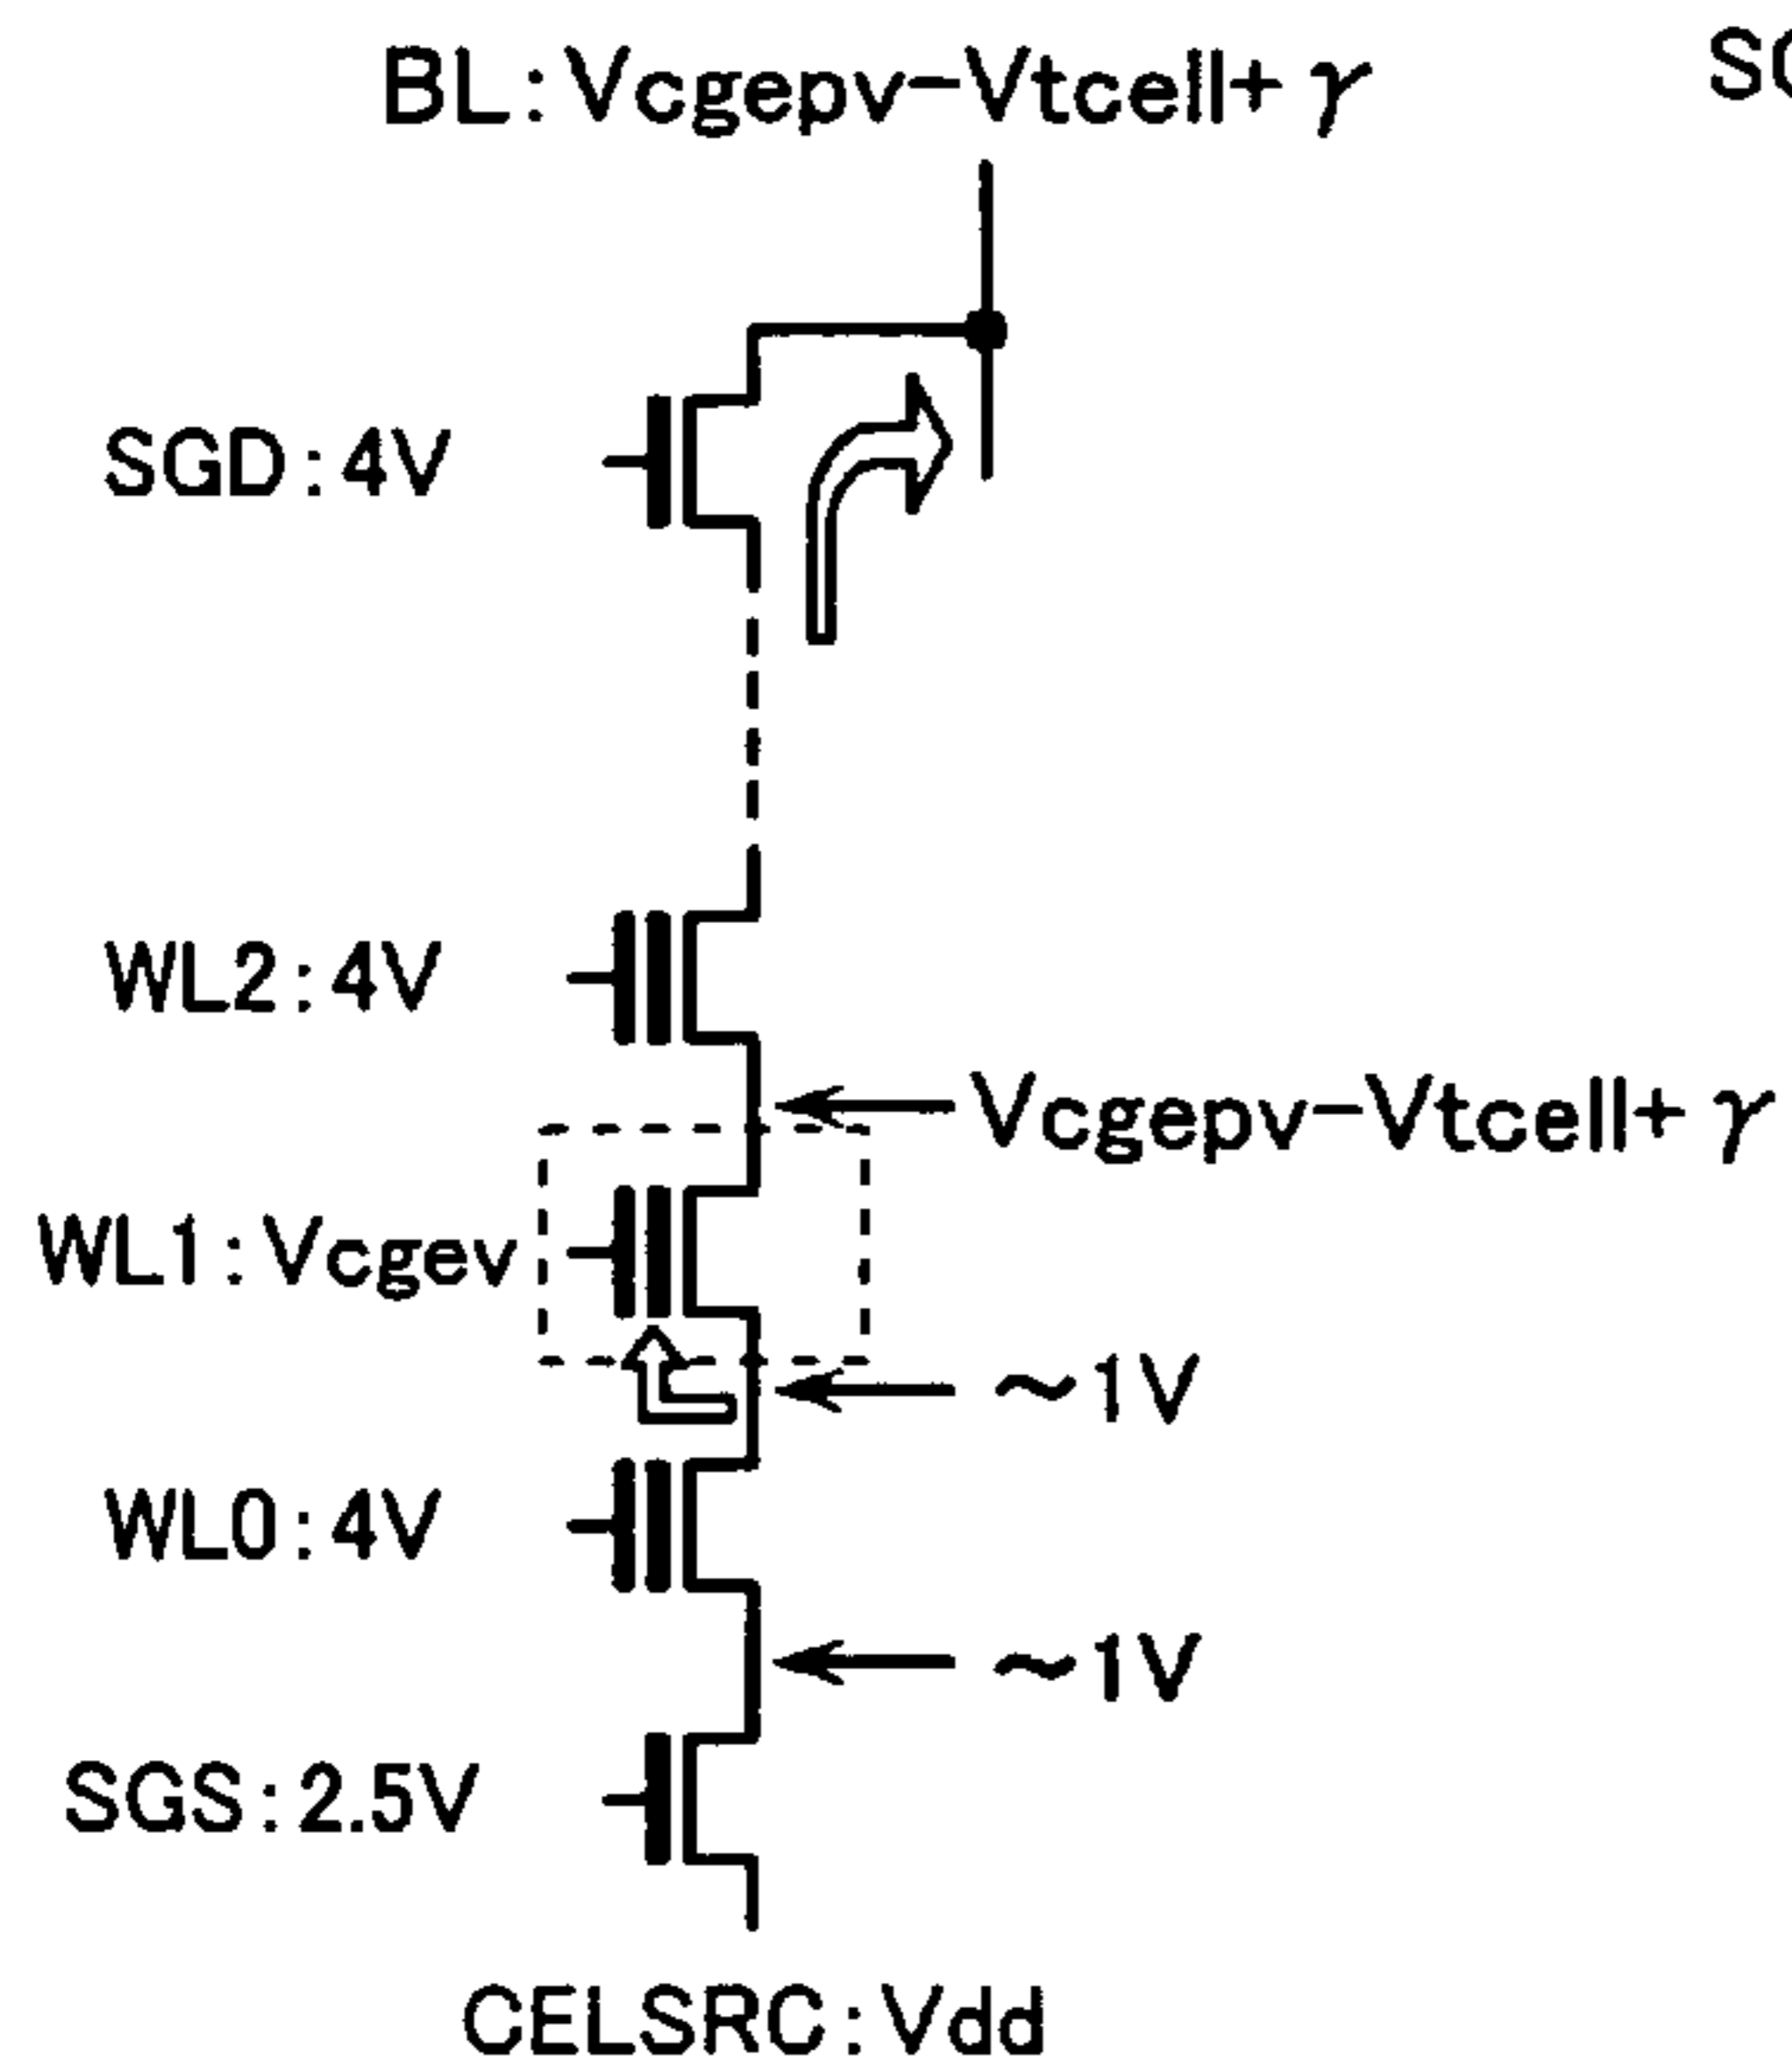 BL:Vcgepv-Vtcell+γ
SG
SGD:4V
WL2:4V
Vcgepv-Vtcell+γ
WL1:Vcgev
~1V
WL0:4V
~1V
SGS:2.5V
CELSRC:Vdd